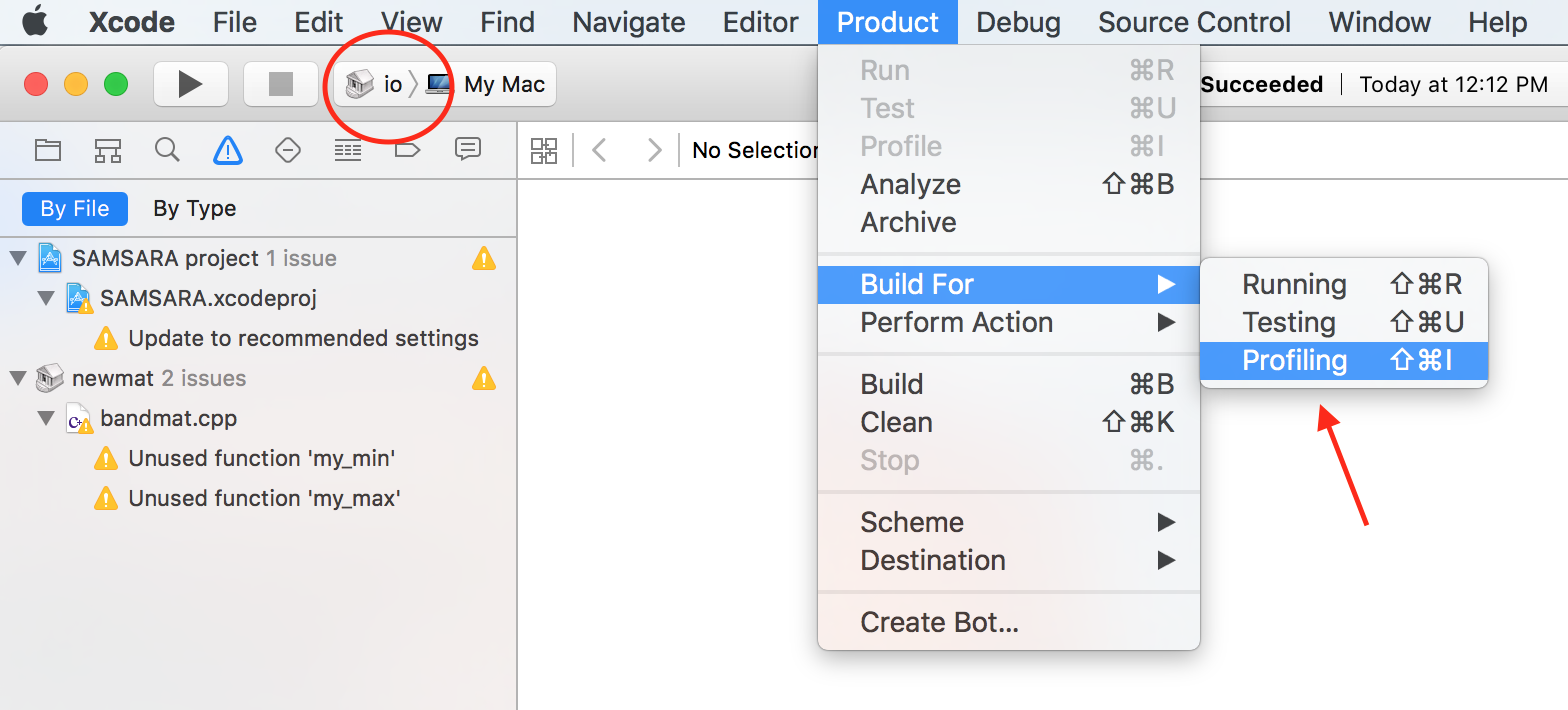 Xcode File Edit View Find Navigate Editor Product Debug Source Control Window Help
io My Mac
Succeeded Today at 12:12 PM
No Selection
By File By Type
SAMSARA project 1 issue
SAMSARA.xcodeproj
Update to recommended settings
newmat 2 issues
bandmat.cpp
Unused function 'my_min'
Unused function 'my_max'
Run ⌘R
Test ⌘U
Profile ⌘I
Analyze ⇧⌘B
Archive
Build For ▶
Perform Action ▶
Build ⌘B
Clean ⇧⌘K
Stop ⌘.
Scheme ▶
Destination ▶
Create Bot...
Running ⇧⌘R
Testing ⇧⌘U
Profiling ⇧⌘I